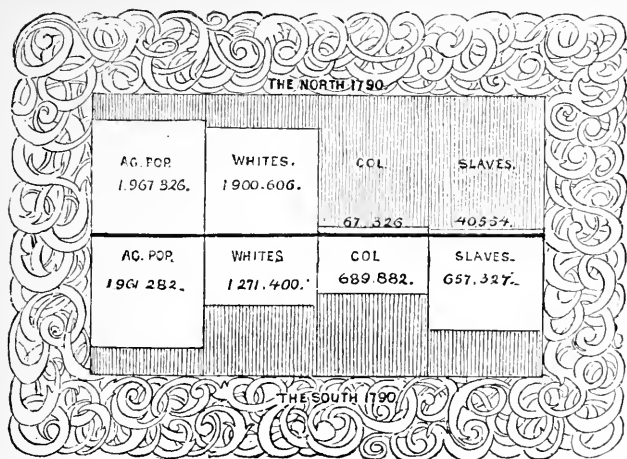 THE NORTH 1790.
AG. POP. WHITES. COL. SLAVES.
1.967 326. 1 900.606. 67.326 40554.
AG. POP. WHITES COL SLAVES.
1961 282. 1 271.400. 689.882. 657.327.
THE SOUTH 1790